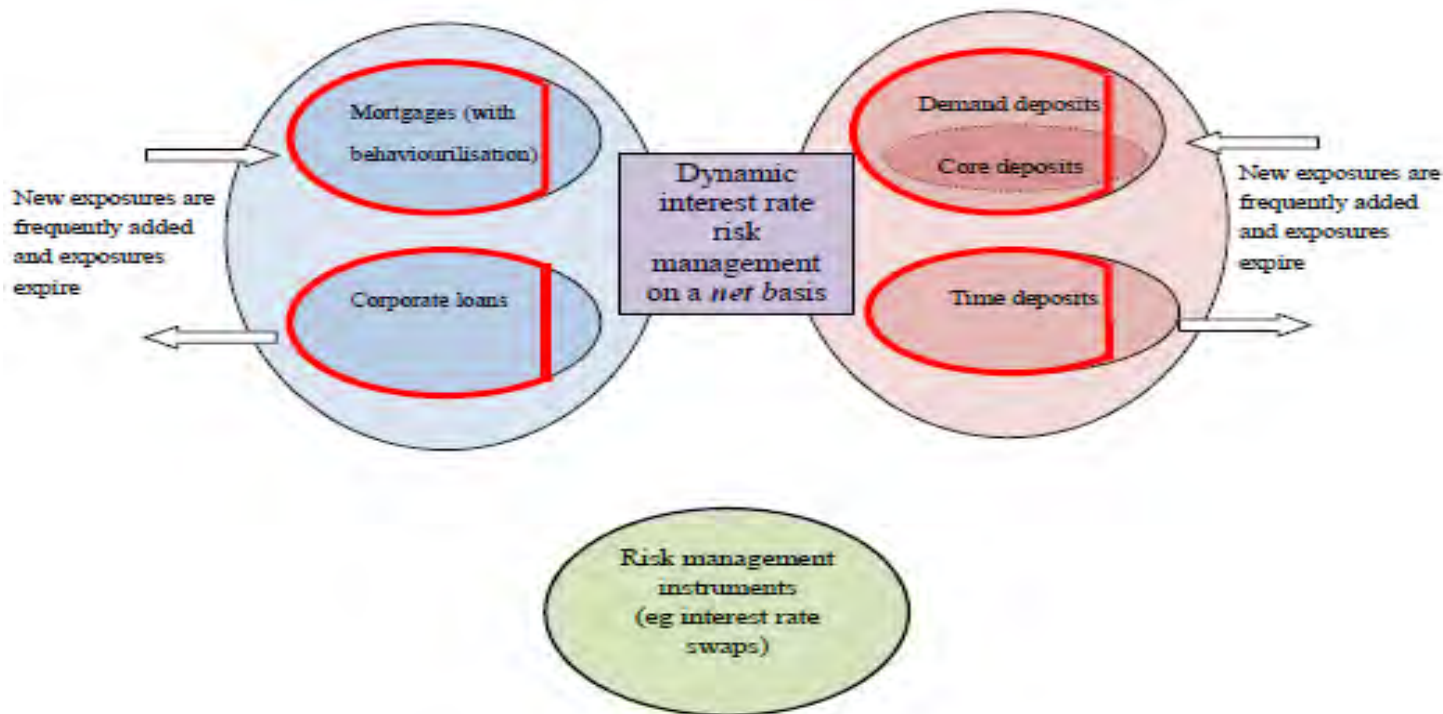 Mortgages (with
behaviourilisation)
Corporate loans
New exposures are
frequently added
and exposures
expire
Dynamic
interest rate
risk
management
on a net basis
Demand deposits
Core deposits
Time deposits
New exposures are
frequently added
and exposures
expire
Risk management
instruments
(eg interest rate
swaps)